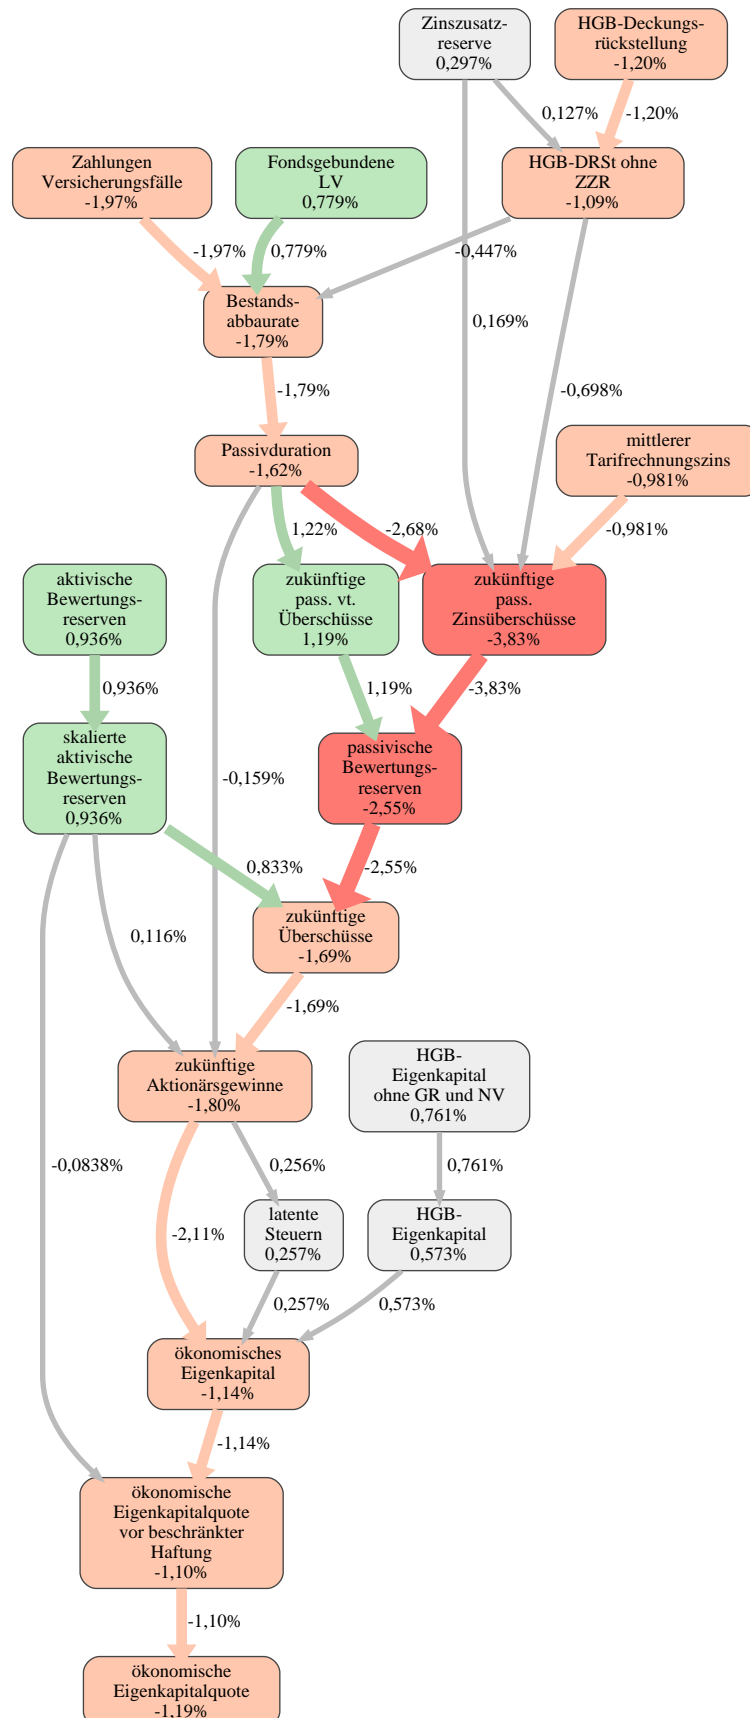 Zinszusatz-
reserve
0,297%
HGB-Deckungs-
rückstellung
-1,20%
0,127%
-1,20%
Zahlungen
Versicherungsfälle
-1,97%
Fondsgebundene
LV
0,779%
HGB-DRSt ohne
ZZR
-1,09%
-1,97%
0,779%
-0,447%
Bestands-
abbaurate
-1,79%
0,169%
-1,79%
-0,698%
Passivduration
-1,62%
mittlerer
Tarifrechnungszins
-0,981%
1,22%
-2,68%
-0,981%
aktivische
Bewertungs-
reserven
0,936%
zukünftige
pass. vt.
Überschüsse
1,19%
zukünftige
pass.
Zinsüberschüsse
-3,83%
0,936%
1,19%
-3,83%
skalierte
aktivische
Bewertungs-
reserven
0,936%
-0,159%
passivische
Bewertungs-
reserven
-2,55%
0,833%
-2,55%
zukünftige
Überschüsse
-1,69%
0,116%
-1,69%
zukünftige
Aktionärsgewinne
-1,80%
HGB-
Eigenkapital
ohne GR und NV
0,761%
-0,0838%
0,256%
0,761%
-2,11%
latente
Steuern
0,257%
HGB-
Eigenkapital
0,573%
0,257%
0,573%
ökonomisches
Eigenkapital
-1,14%
-1,14%
ökonomische
Eigenkapitalquote
vor beschränkter
Haftung
-1,10%
-1,10%
ökonomische
Eigenkapitalquote
-1,19%